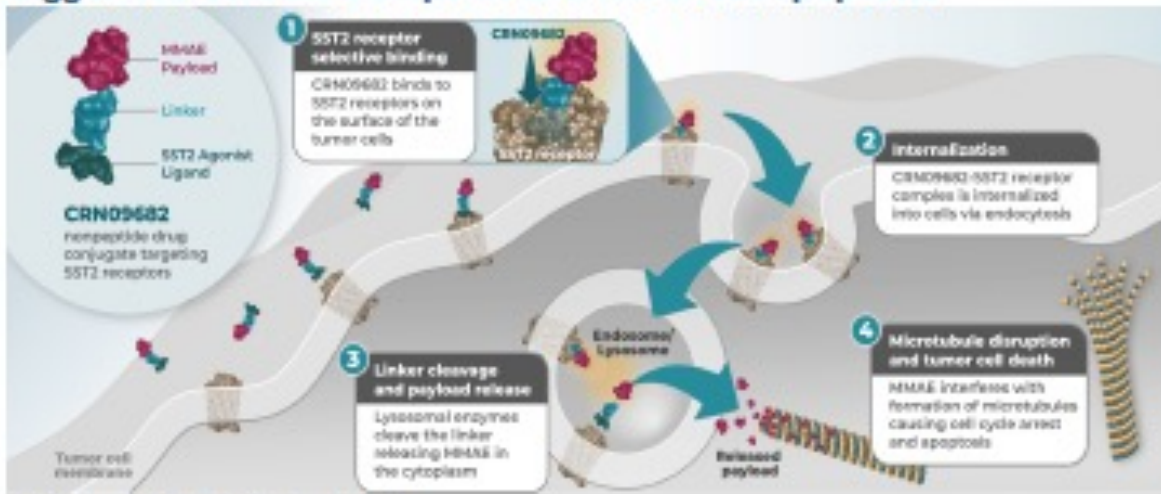 MMAE
Payload
Linker
SST2 Agonist
Ligand
CRN09682
nonpeptide drug
conjugate targeting
SST2 receptors
1
SST2 receptor
selective binding
CRN09682 binds to
SST2 receptors on
the surface of the
tumor cells
CRN09682
SST2 receptor
2
Internalization
CRN09682-SST2 receptor
complex is internalized
into cells via endocytosis
3
Linker cleavage
and payload release
Lysosomal enzymes
cleave the linker
releasing MMAE in
the cytoplasm
Endosome/
Lysosome
Released
payload
4
Microtubule disruption
and tumor cell death
MMAE interferes with
formation of microtubules
causing cell cycle arrest
and apoptosis
Tumor cell
membrane